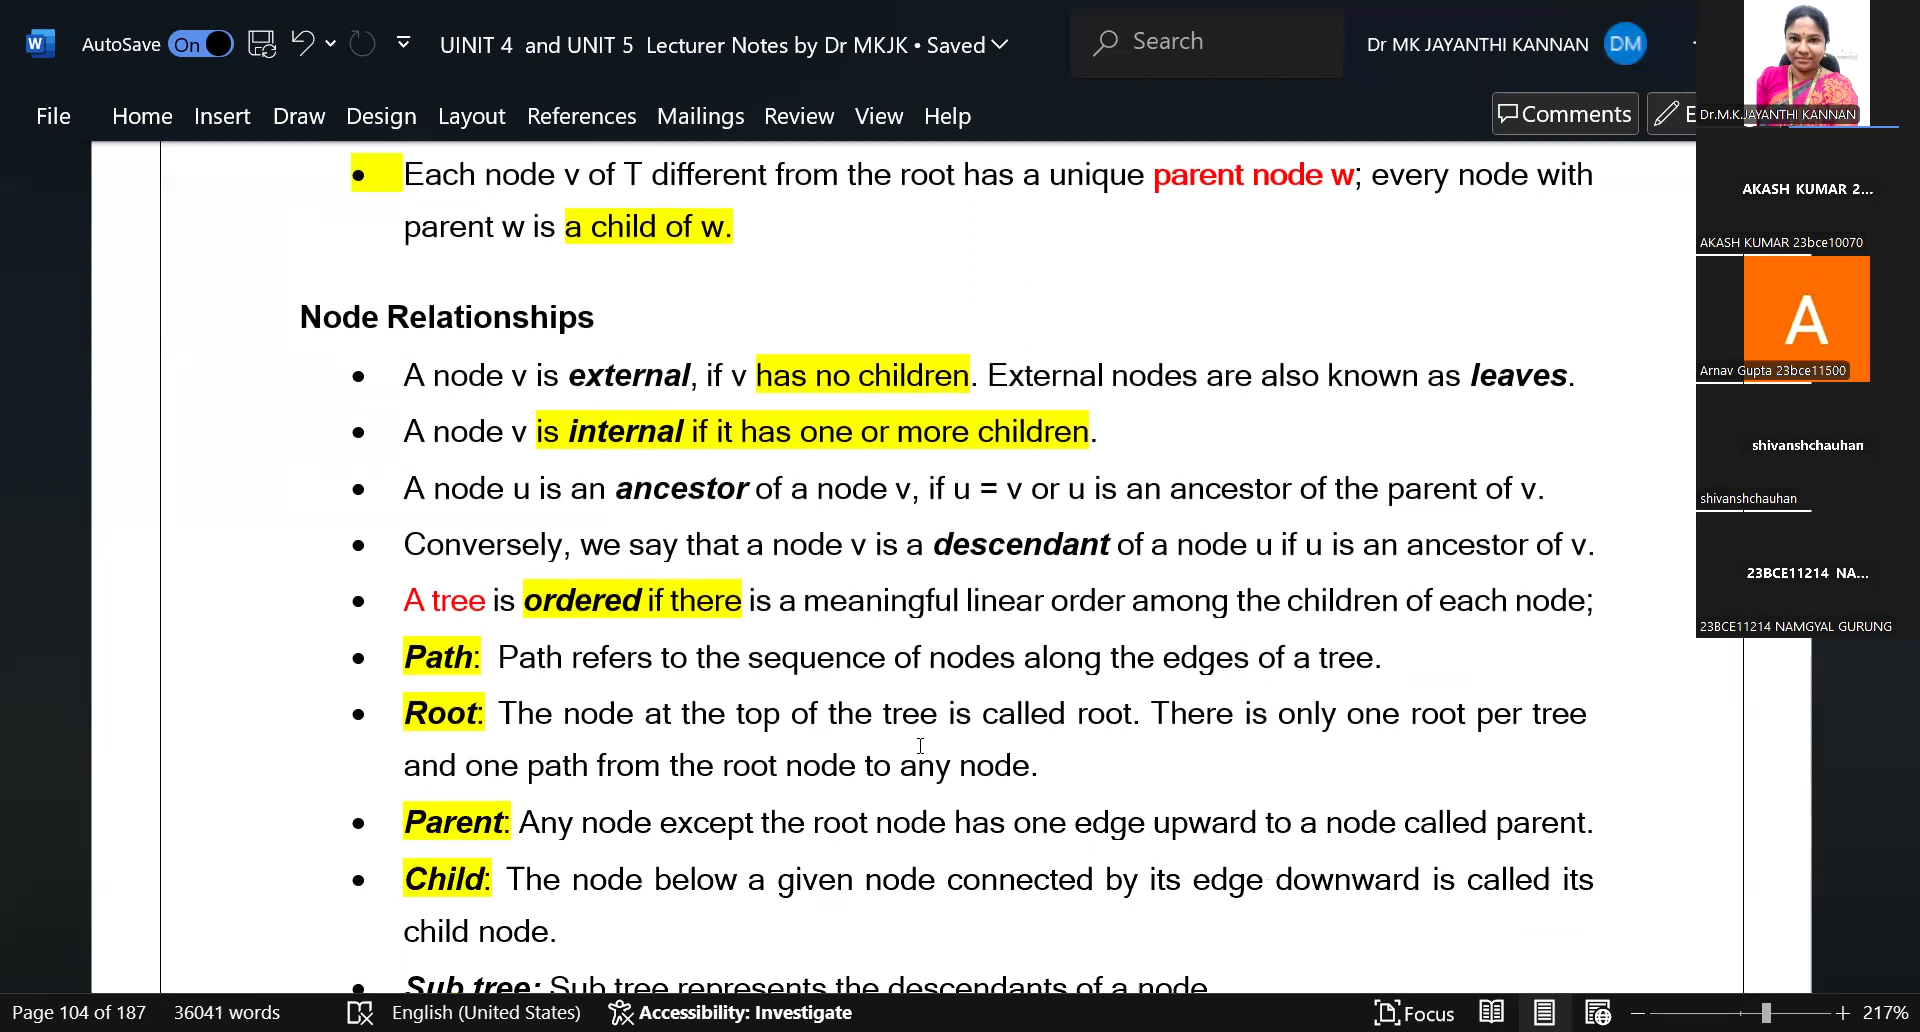 W AutoSave On UINIT 4 and UNIT 5 Lecturer Notes by Dr MKJK • Saved Search Dr MK JAYANTHI KANNAN DM
File Home Insert Draw Design Layout References Mailings Review View Help Comments E
Dr.M.K.JAYANTHI KANNAN
• Each node v of T different from the root has a unique parent node w; every node with
parent w is a child of w.
Node Relationships
• A node v is external, if v has no children. External nodes are also known as leaves.
• A node v is internal if it has one or more children.
• A node u is an ancestor of a node v, if u = v or u is an ancestor of the parent of v.
• Conversely, we say that a node v is a descendant of a node u if u is an ancestor of v.
• A tree is ordered if there is a meaningful linear order among the children of each node;
• Path: Path refers to the sequence of nodes along the edges of a tree.
• Root: The node at the top of the tree is called root. There is only one root per tree
and one path from the root node to any node.
• Parent: Any node except the root node has one edge upward to a node called parent.
• Child: The node below a given node connected by its edge downward is called its
child node.
• Sub tree: Sub tree represents the descendants of a node
AKASH KUMAR 2...
AKASH KUMAR 23bce10070
A
Arnav Gupta 23bce11500
shivanshchauhan
shivanshchauhan
23BCE11214 NA...
23BCE11214 NAMGYAL GURUNG
Page 104 of 187 36041 words English (United States) Accessibility: Investigate Focus 217%